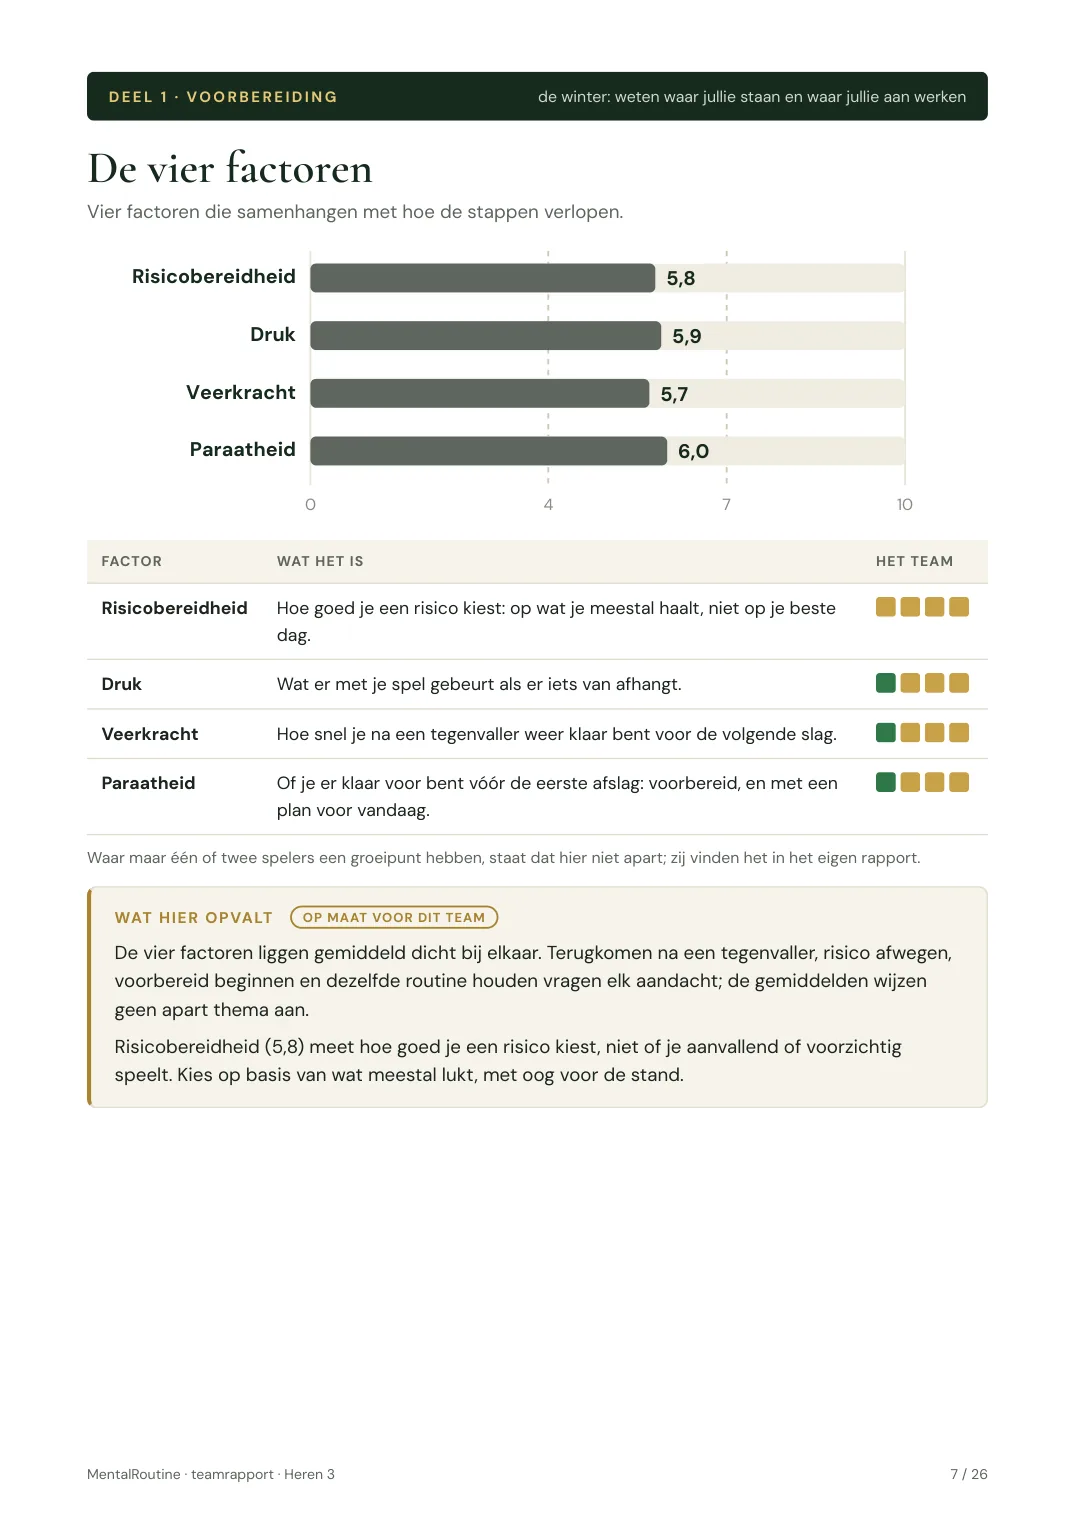 DEEL 1 · VOORBEREIDING
de winter: weten waar jullie staan en waar jullie aan werken
De vier factoren
Vier factoren die samenhangen met hoe de stappen verlopen.
Risicobereidheid 5,8
Druk 5,9
Veerkracht 5,7
Paraatheid 6,0
0 4 7 10
FACTOR WAT HET IS HET TEAM
Risicobereidheid Hoe goed je een risico kiest: op wat je meestal haalt, niet op je beste
dag.
Druk Wat er met je spel gebeurt als er iets van afhangt.
Veerkracht Hoe snel je na een tegenvaller weer klaar bent voor de volgende slag.
Paraatheid Of je er klaar voor bent vóór de eerste afslag: voorbereid, en met een
plan voor vandaag.
Waar maar één of twee spelers een groeipunt hebben, staat dat hier niet apart; zij vinden het in het eigen rapport.
WAT HIER OPVALT OP MAAT VOOR DIT TEAM
De vier factoren liggen gemiddeld dicht bij elkaar. Terugkomen na een tegenvaller, risico afwegen,
voorbereid beginnen en dezelfde routine houden vragen elk aandacht; de gemiddelden wijzen
geen apart thema aan.
Risicobereidheid (5,8) meet hoe goed je een risico kiest, niet of je aanvallend of voorzichtig
speelt. Kies op basis van wat meestal lukt, met oog voor de stand.
MentalRoutine · teamrapport · Heren 3
7 / 26